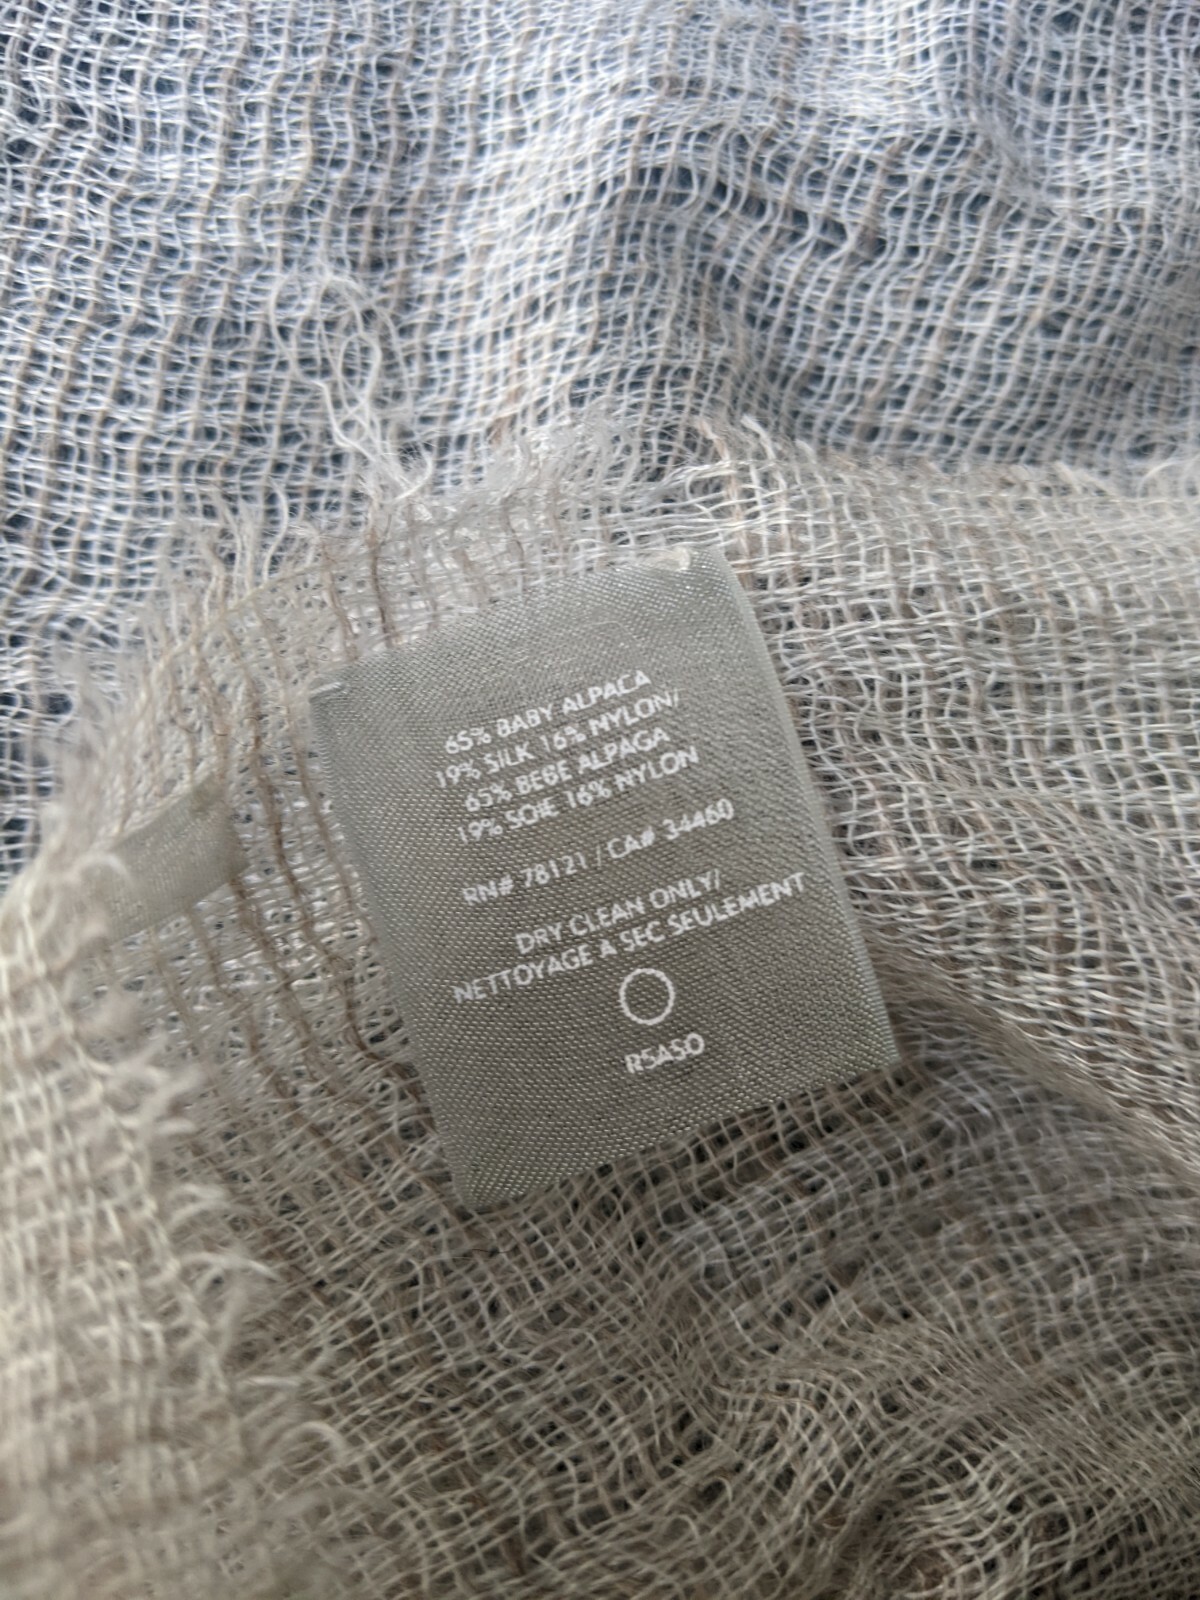 65% BABY ALPACA
19% SILK 16% NYLON/
65% BEBE ALPAGA
19% SOIE 16% NYLON
RN# 78121 / CA# 34460
DRY CLEAN ONLY/
NETTOYAGE A SEC SEULEMENT
R5ASO